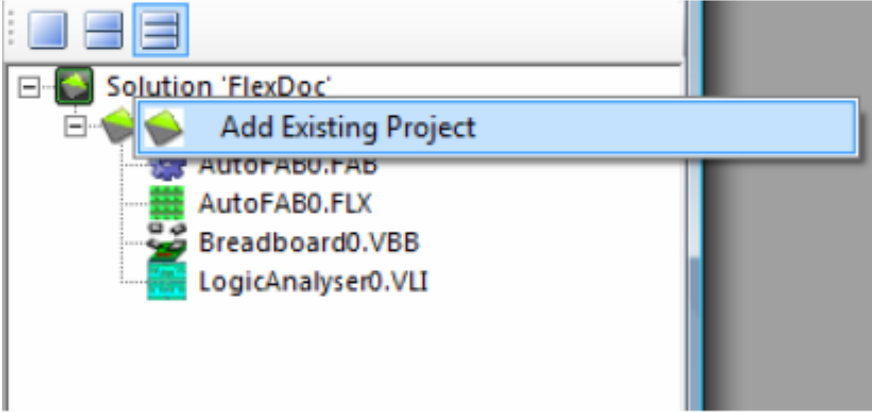 Solution 'FlexDoc'
Add Existing Project
AutoFAB0.FAB
AutoFAB0.FLX
Breadboard0.VBB
LogicAnalyser0.VLI